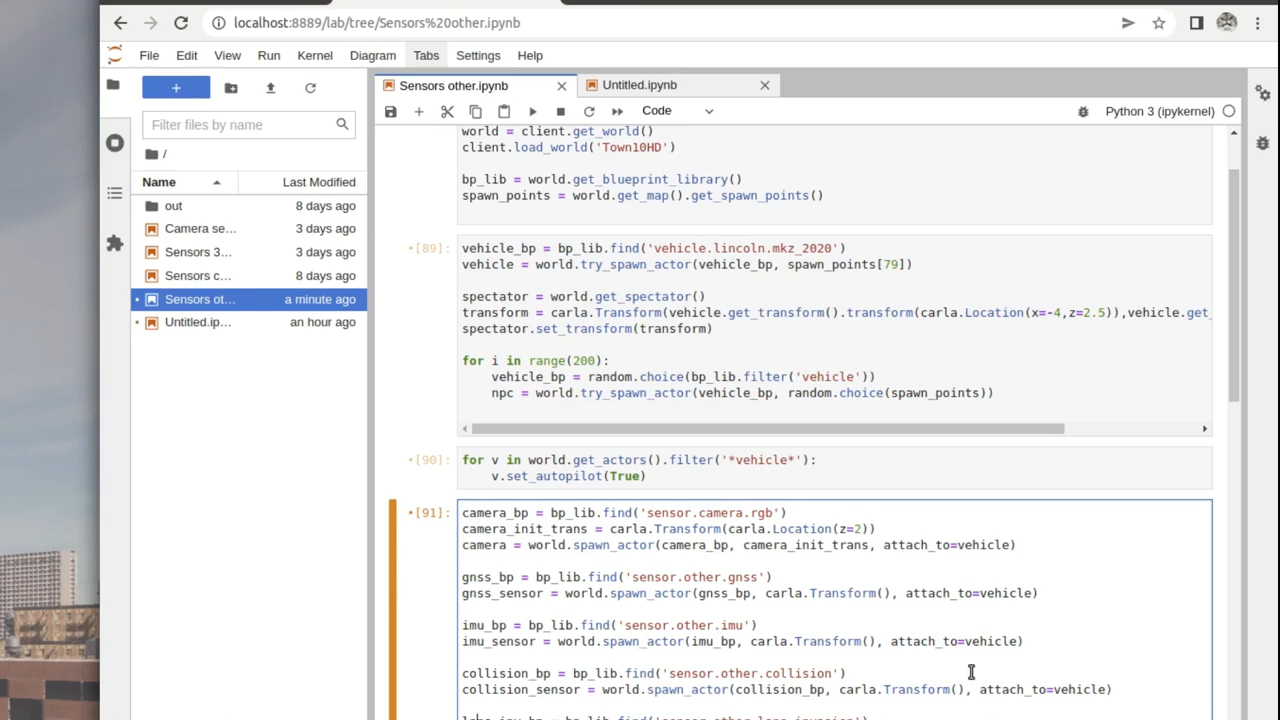 localhost:8889/lab/tree/Sensors%20other.ipynb
File Edit View Run Kernel Diagram Tabs Settings Help
Sensors other.ipynb
Untitled.ipynb
Code
Python 3 (ipykernel)
Filter files by name
/
Name Last Modified
out 8 days ago
Camera se... 3 days ago
Sensors 3... 3 days ago
Sensors c... 8 days ago
Sensors ot... a minute ago
Untitled.ip... an hour ago
world = client.get_world()
client.load_world('Town10HD')
bp_lib = world.get_blueprint_library()
spawn_points = world.get_map().get_spawn_points()
[89]: vehicle_bp = bp_lib.find('vehicle.lincoln.mkz_2020')
vehicle = world.try_spawn_actor(vehicle_bp, spawn_points[79])
spectator = world.get_spectator()
transform = carla.Transform(vehicle.get_transform().transform(carla.Location(x=-4,z=2.5)),vehicle.get_
spectator.set_transform(transform)
for i in range(200):
vehicle_bp = random.choice(bp_lib.filter('vehicle'))
npc = world.try_spawn_actor(vehicle_bp, random.choice(spawn_points))
[90]: for v in world.get_actors().filter('*vehicle*'):
v.set_autopilot(True)
[91]: camera_bp = bp_lib.find('sensor.camera.rgb')
camera_init_trans = carla.Transform(carla.Location(z=2))
camera = world.spawn_actor(camera_bp, camera_init_trans, attach_to=vehicle)
gnss_bp = bp_lib.find('sensor.other.gnss')
gnss_sensor = world.spawn_actor(gnss_bp, carla.Transform(), attach_to=vehicle)
imu_bp = bp_lib.find('sensor.other.imu')
imu_sensor = world.spawn_actor(imu_bp, carla.Transform(), attach_to=vehicle)
collision_bp = bp_lib.find('sensor.other.collision')
collision_sensor = world.spawn_actor(collision_bp, carla.Transform(), attach_to=vehicle)